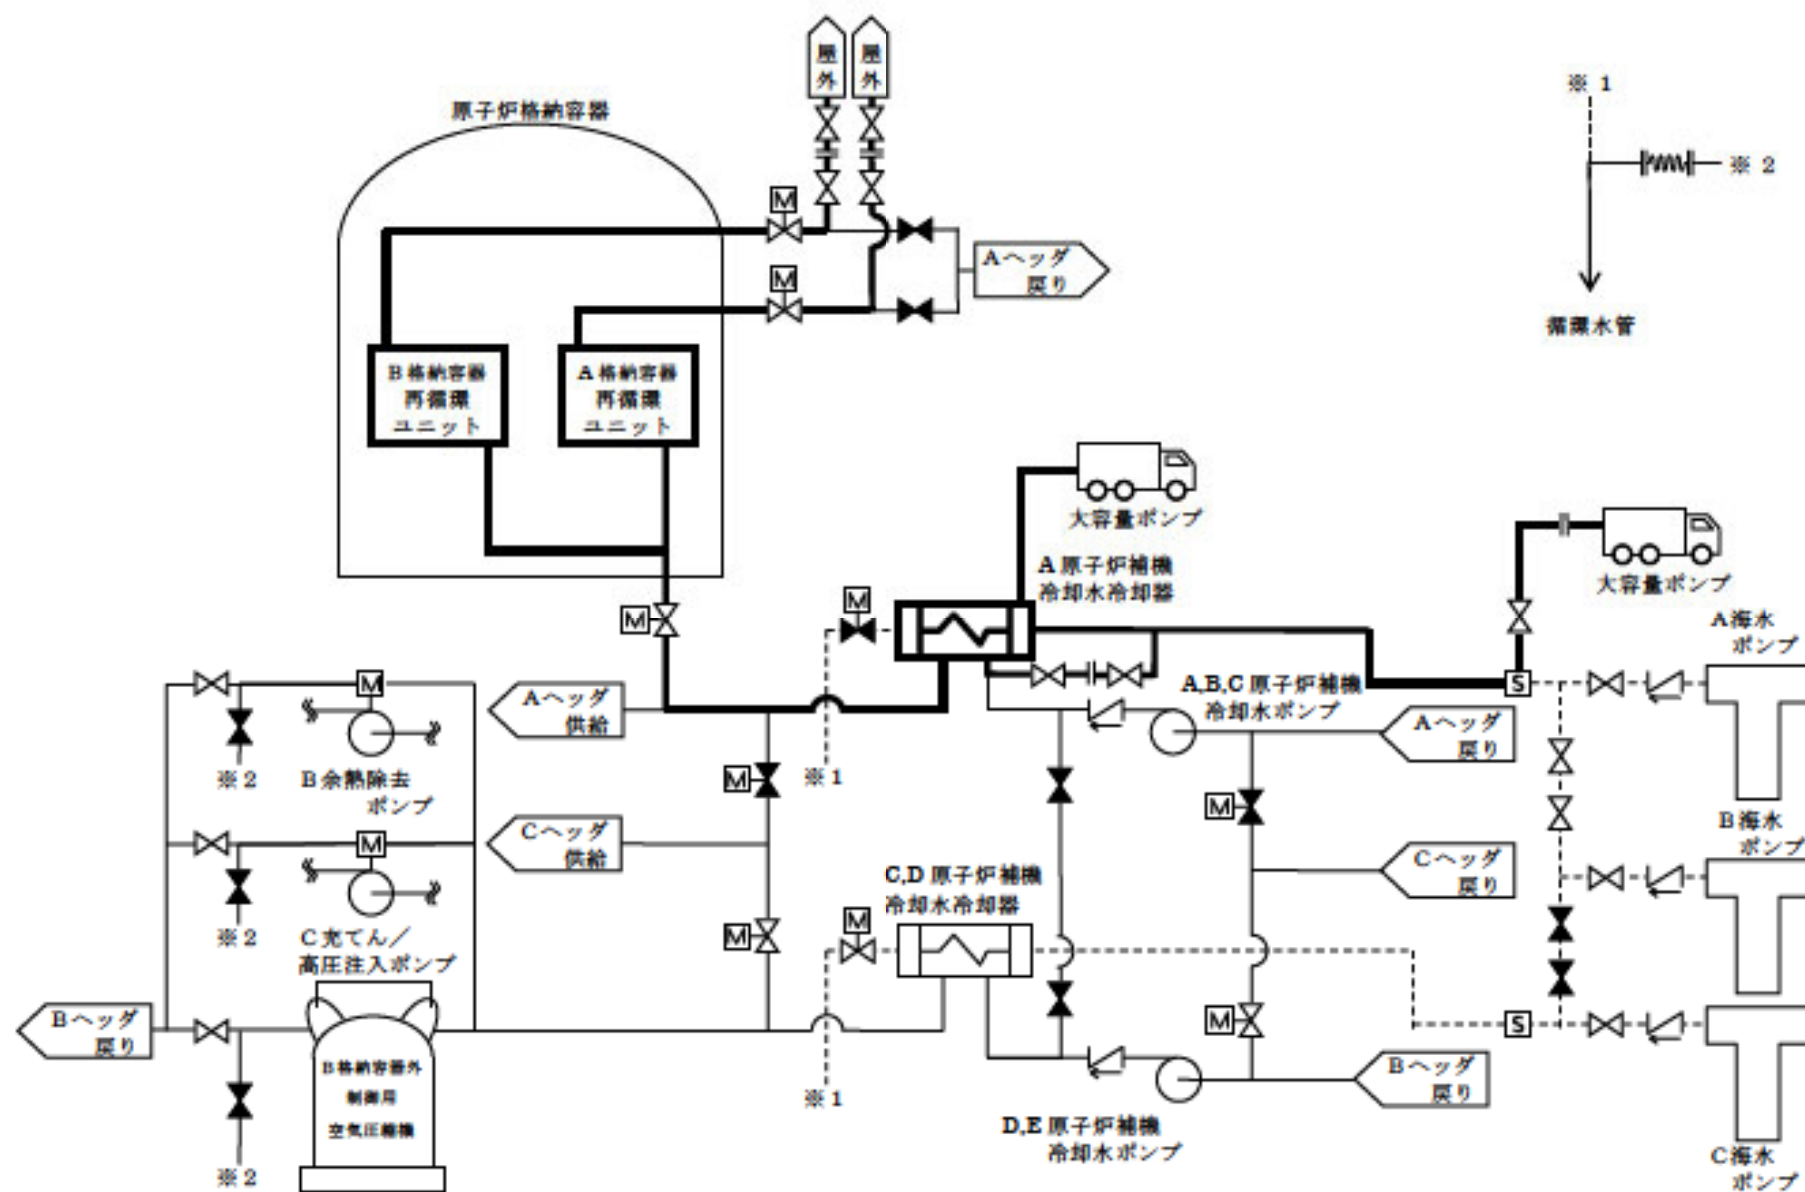 屋
外
屋
外
※1
原子炉格納容器
※2
M
M
Aヘッダ
戻り
循環水管
B格納容器
再循環
ユニット
A格納容器
再循環
ユニット
大容量ポンプ
大容量ポンプ
A原子炉補機
冷却水冷却器
M
M
A海水
ポンプ
M
S
Aヘッダ
供給
A,B,C原子炉補機
冷却水ポンプ
Aヘッダ
戻り
※2
B余熱除去
ポンプ
M
※1
M
B海水
ポンプ
M
Cヘッダ
供給
Cヘッダ
戻り
C,D原子炉補機
冷却水冷却器
※2
C充てん／
高圧注入ポンプ
M
M
Bヘッダ
戻り
M
S
B格納容器外
制御用
空気圧縮機
※1
Bヘッダ
戻り
D,E原子炉補機
冷却水ポンプ
※2
C海水
ポンプ